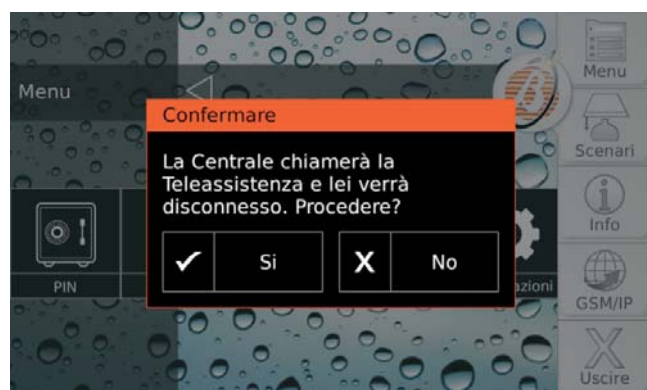 Menu
Menu
Confermare
La Centrale chiamerà la
Teleassistenza e lei verrà
disconnesso. Procedere?
Si
No
Scenari
Info
PIN
azioni
GSM/IP
Uscire